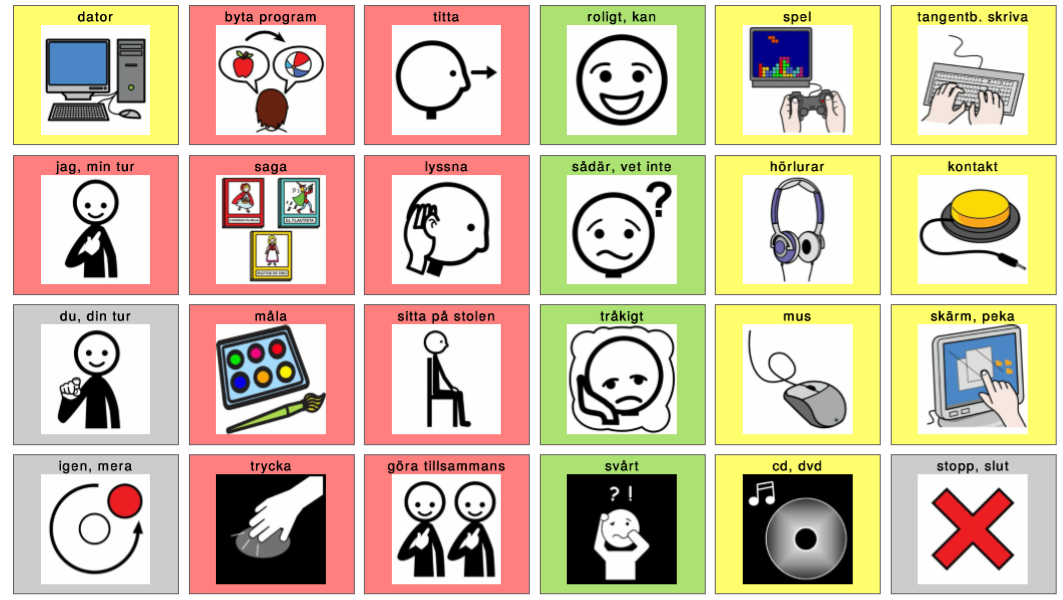 dator
byta program
titta
roligt, kan
spel
tangentb. skriva
jag, min tur
saga
lyssna
sådär, vet inte
hörlurar
kontakt
EL FLAUTISTA
?
du, din tur
måla
sitta på stolen
tråkigt
mus
skärm, peka
igen, mera
trycka
göra tillsammans
svårt
cd, dvd
stopp, slut
? !